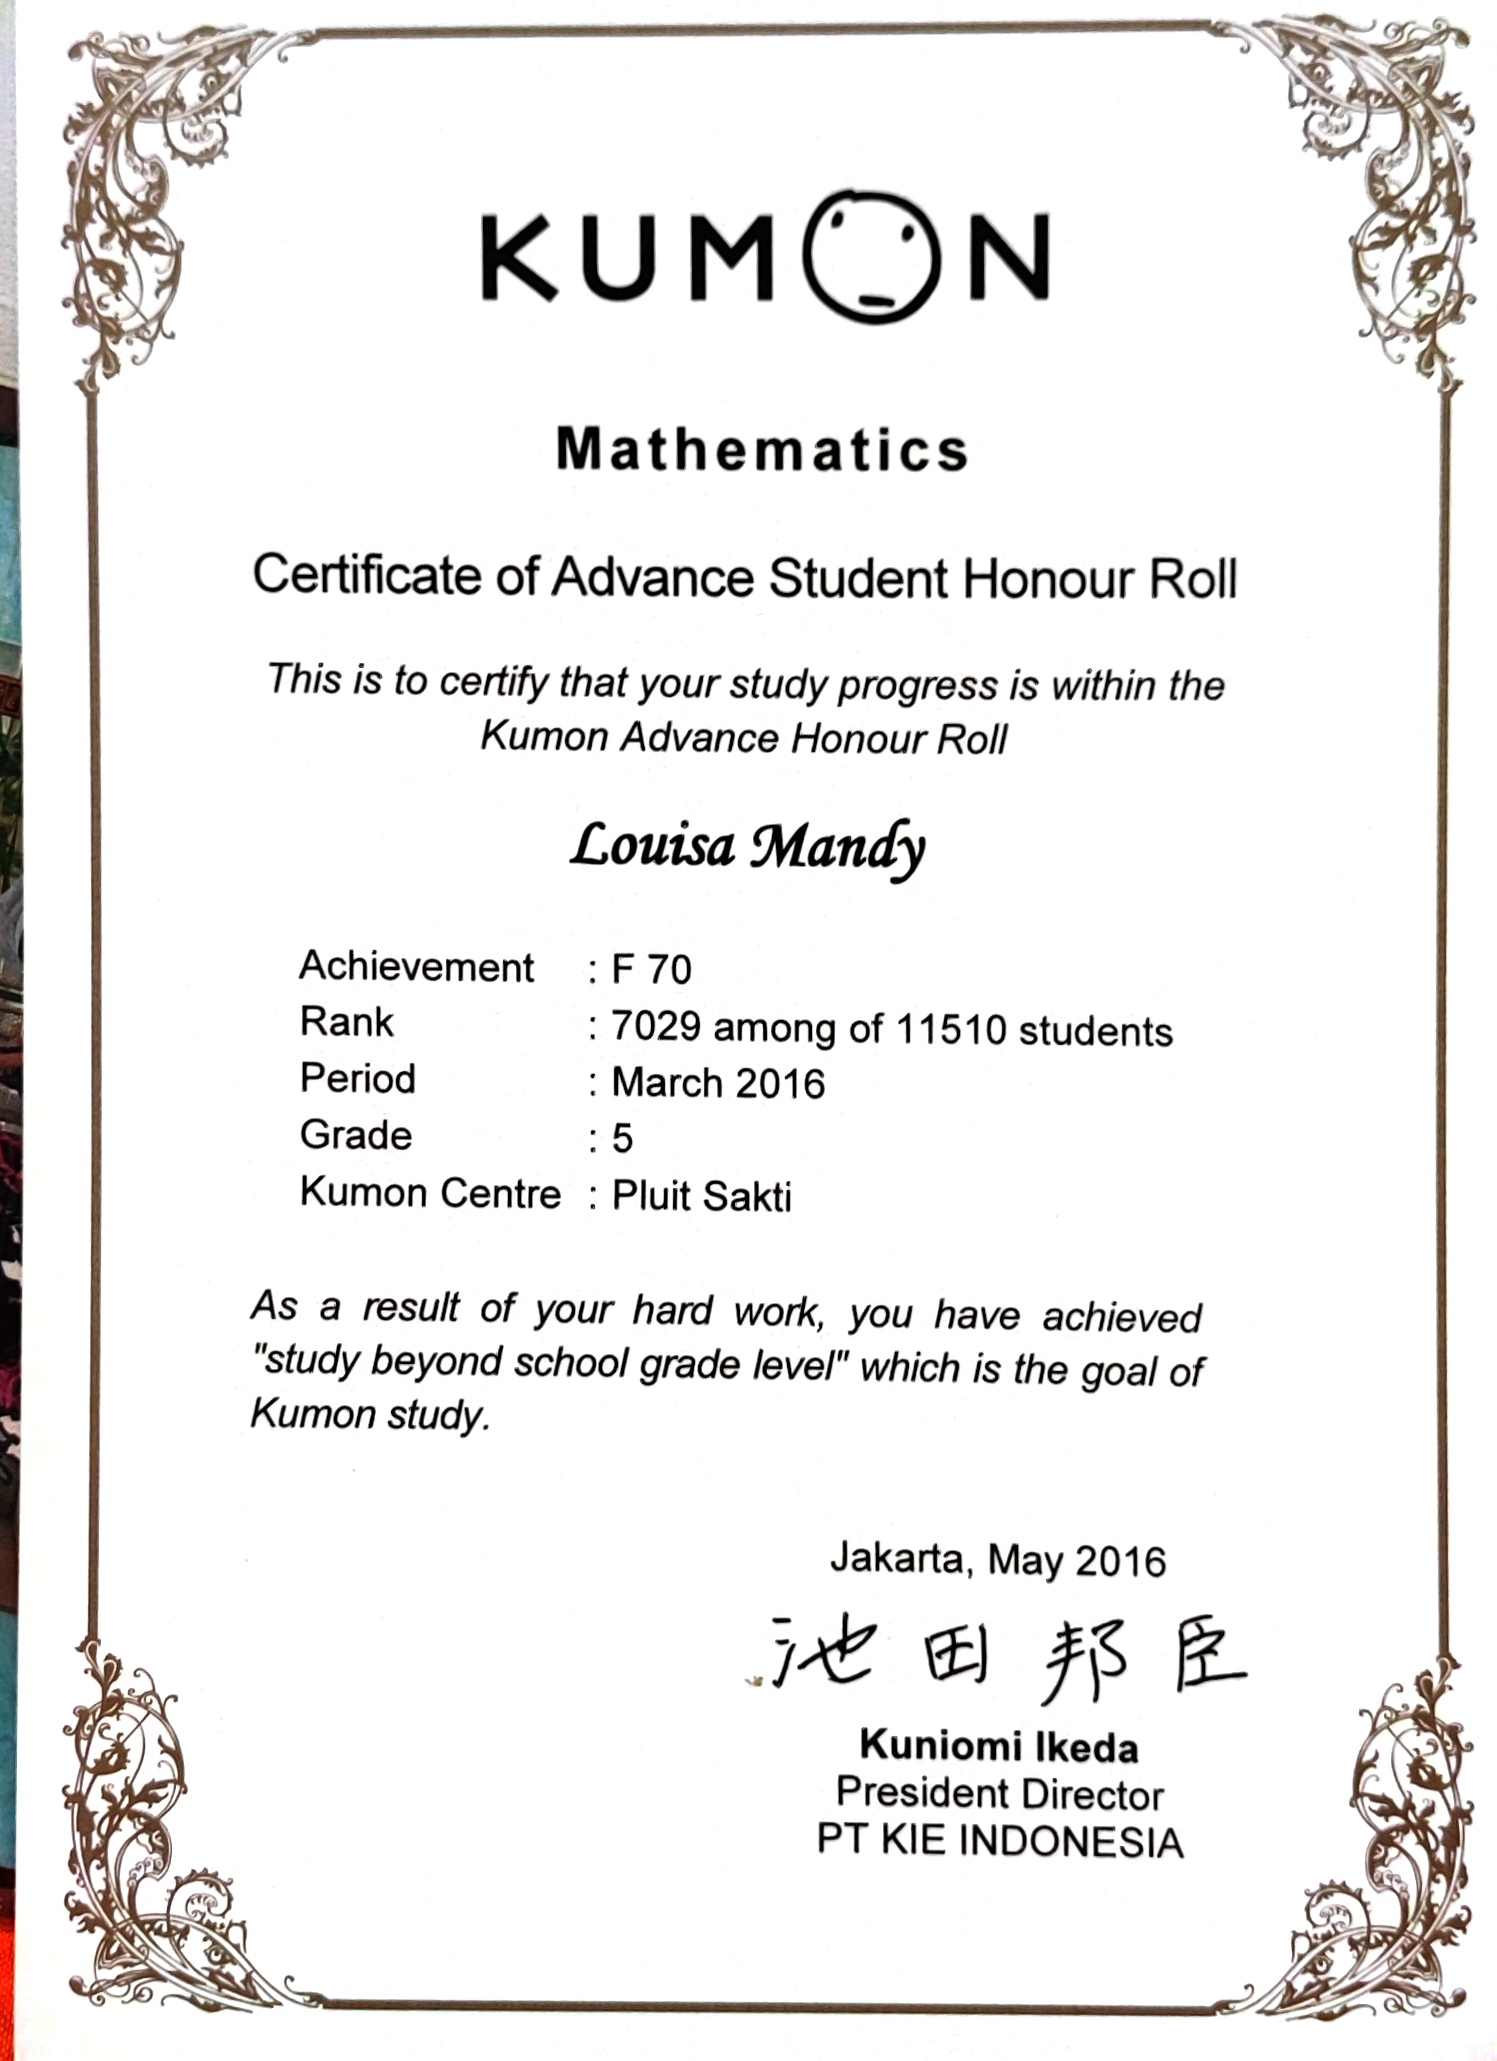 KUMON
Mathematics
Certificate of Advance Student Honour Roll
This is to certify that your study progress is within the
Kumon Advance Honour Roll
Louisa Mandy
Achievement : F 70
Rank : 7029 among of 11510 students
Period : March 2016
Grade : 5
Kumon Centre : Pluit Sakti
As a result of your hard work, you have achieved
"study beyond school grade level" which is the goal of
Kumon study.
Jakarta, May 2016
池田邦臣
Kuniomi Ikeda
President Director
PT KIE INDONESIA